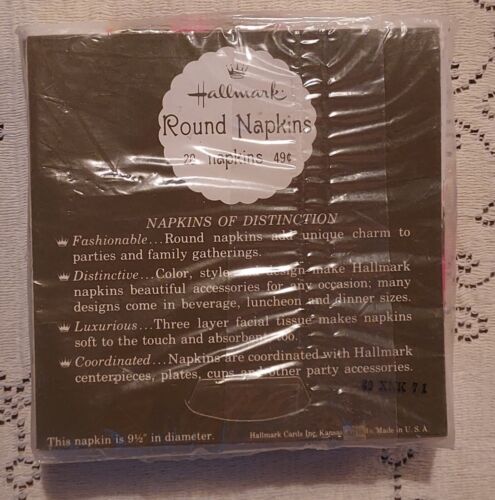 Hallmark
Round Napkins
20 napkins 49¢
NAPKINS OF DISTINCTION
Fashionable...Round napkins add unique charm to
parties and family gatherings.
Distinctive...Color, style and design make Hallmark
napkins beautiful accessories for any occasion; many
designs come in beverage, luncheon and dinner sizes.
Luxurious...Three layer facial tissue makes napkins
soft to the touch and absorbent too.
Coordinated...Napkins are coordinated with Hallmark
centerpieces, plates, cups and other party accessories.
71
This napkin is 9½" in diameter.
Hallmark Cards Inc. Kansas Made in U.S.A.